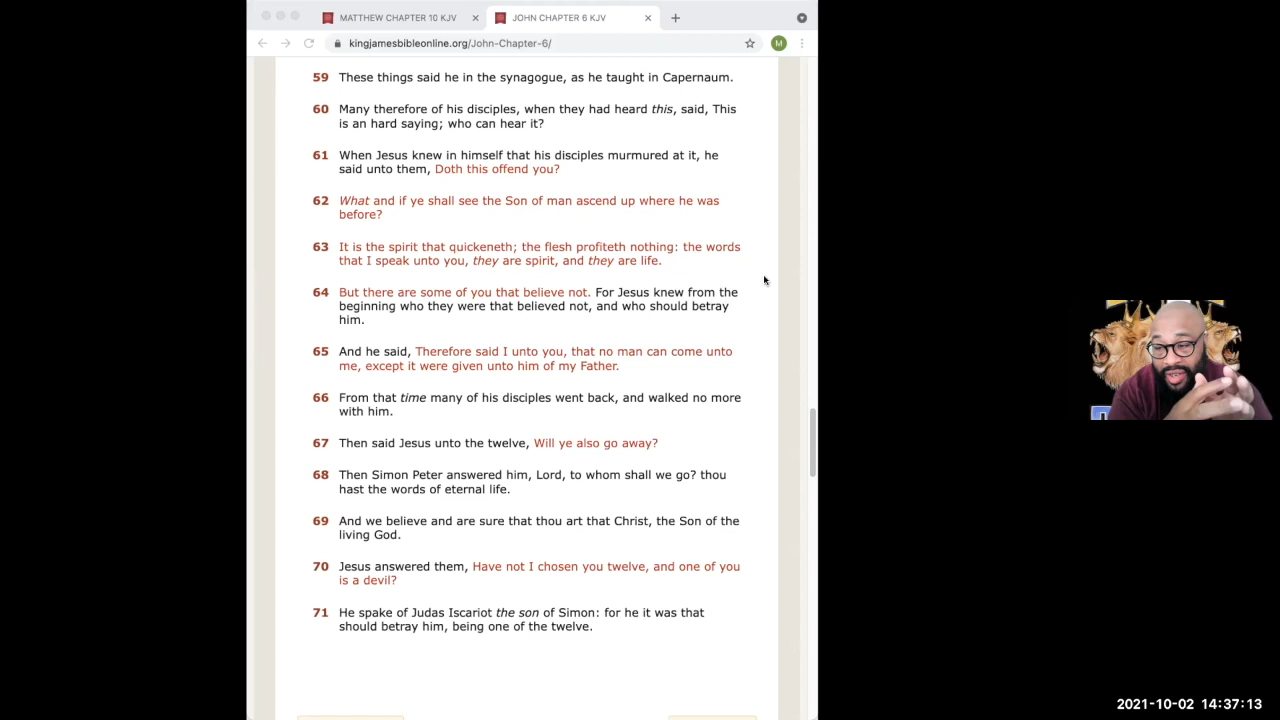 MATTHEW CHAPTER 10 KJV
JOHN CHAPTER 6 KJV
kingjamesbibleonline.org/John-Chapter-6/
M
59 These things said he in the synagogue, as he taught in Capernaum.
60 Many therefore of his disciples, when they had heard this, said, This
is an hard saying; who can hear it?
61 When Jesus knew in himself that his disciples murmured at it, he
said unto them, Doth this offend you?
62 What and if ye shall see the Son of man ascend up where he was
before?
63 It is the spirit that quickeneth; the flesh profiteth nothing: the words
that I speak unto you, they are spirit, and they are life.
64 But there are some of you that believe not. For Jesus knew from the
beginning who they were that believed not, and who should betray
him.
65 And he said, Therefore said I unto you, that no man can come unto
me, except it were given unto him of my Father.
66 From that time many of his disciples went back, and walked no more
with him.
67 Then said Jesus unto the twelve, Will ye also go away?
68 Then Simon Peter answered him, Lord, to whom shall we go? thou
hast the words of eternal life.
69 And we believe and are sure that thou art that Christ, the Son of the
living God.
70 Jesus answered them, Have not I chosen you twelve, and one of you
is a devil?
71 He spake of Judas Iscariot the son of Simon: for he it was that
should betray him, being one of the twelve.
2021-10-02 14:37:13